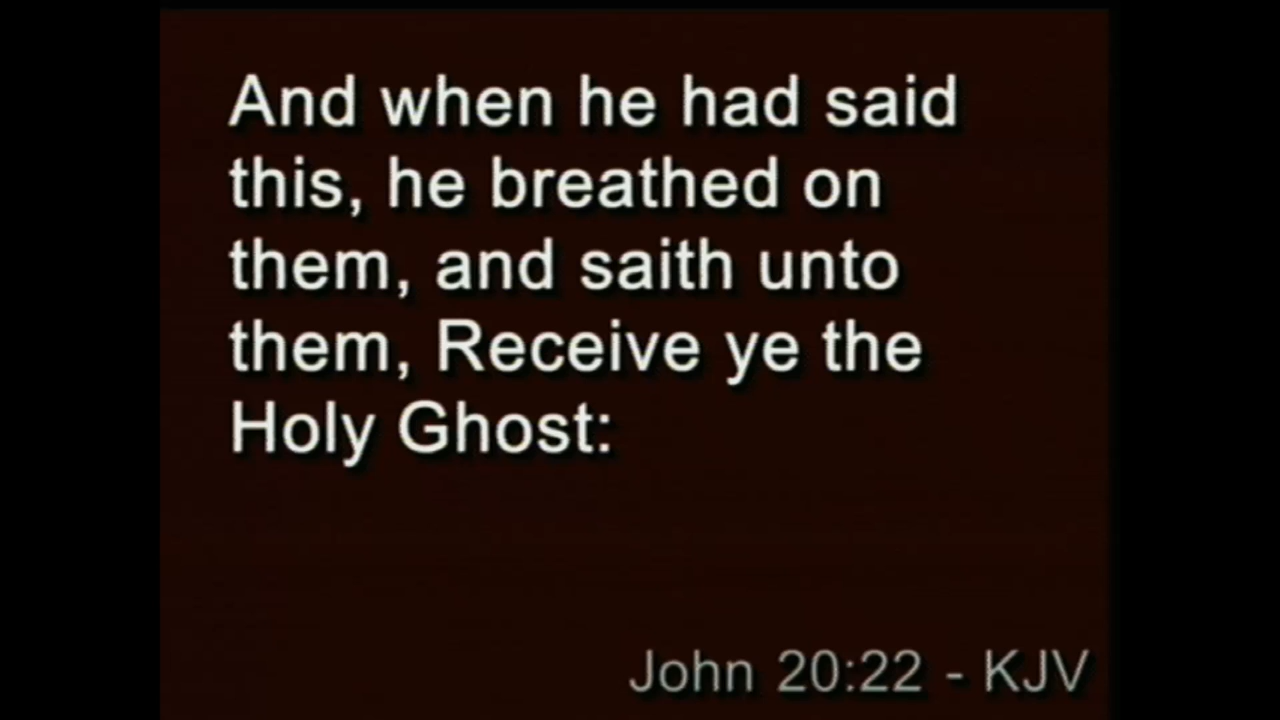 And when he had said
this, he breathed on
them, and saith unto
them, Receive ye the
Holy Ghost:
John 20:22 - KJV